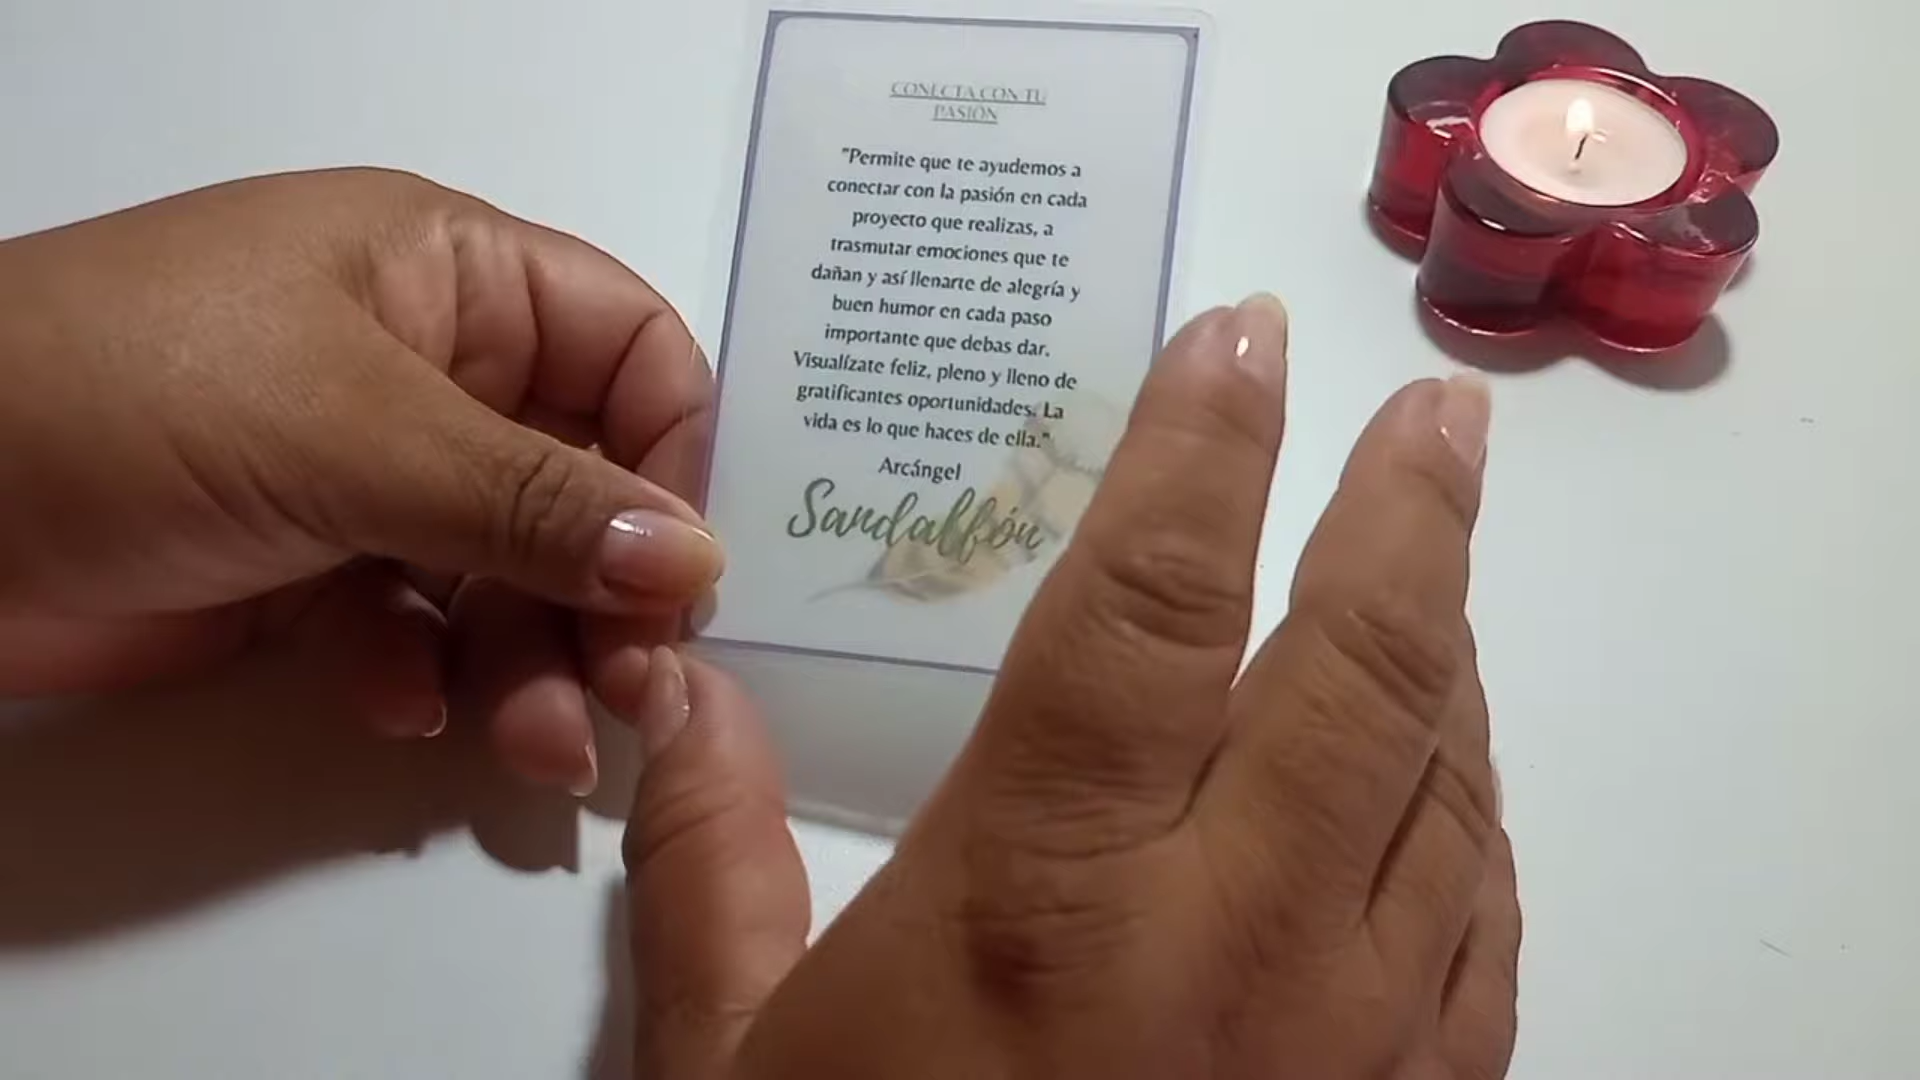 CONECTA CON TU
PASIÓN
"Permite que te ayudemos a
conectar con la pasión en cada
proyecto que realizas, a
trasmutar emociones que te
dañan y así llenarte de alegría y
buen humor en cada paso
importante que debas dar.
Visualízate feliz, pleno y lleno de
gratificantes oportunidades. La
vida es lo que haces de ella."
Arcángel
Sandalfón